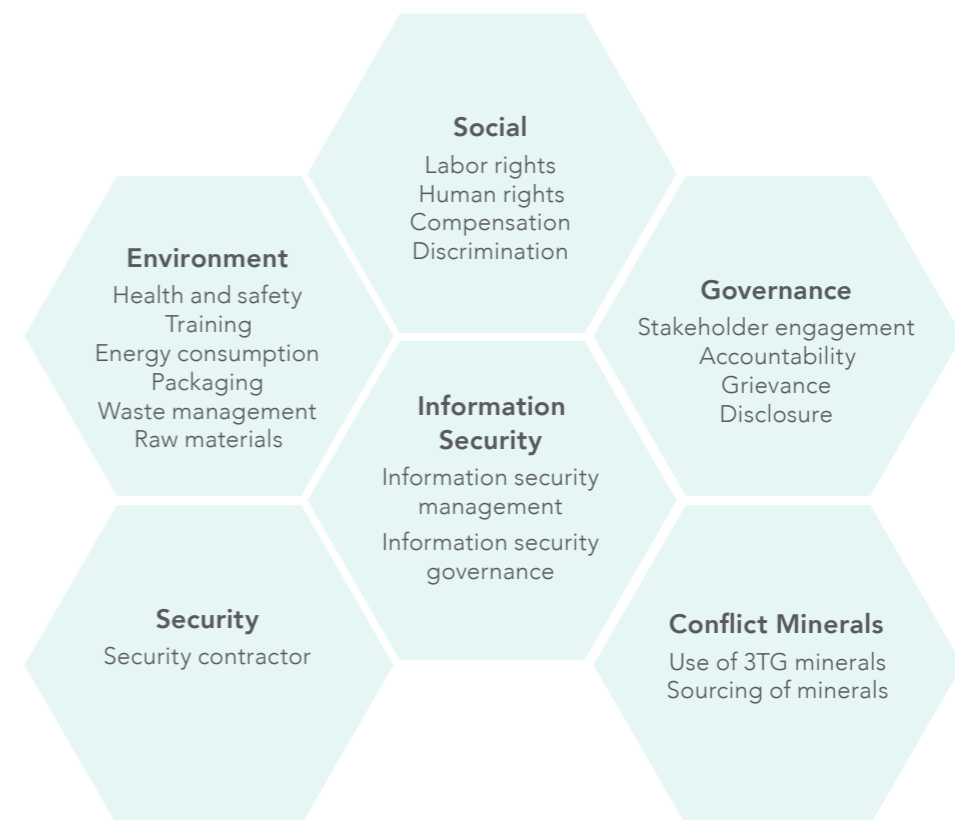 Social
Labor rights
Human rights
Compensation
Discrimination
Environment
Health and safety
Training
Energy consumption
Packaging
Waste management
Raw materials
Governance
Stakeholder engagement
Accountability
Grievance
Disclosure
Information
Security
Information security
management
Information security
governance
Security
Security contractor
Conflict Minerals
Use of 3TG minerals
Sourcing of minerals